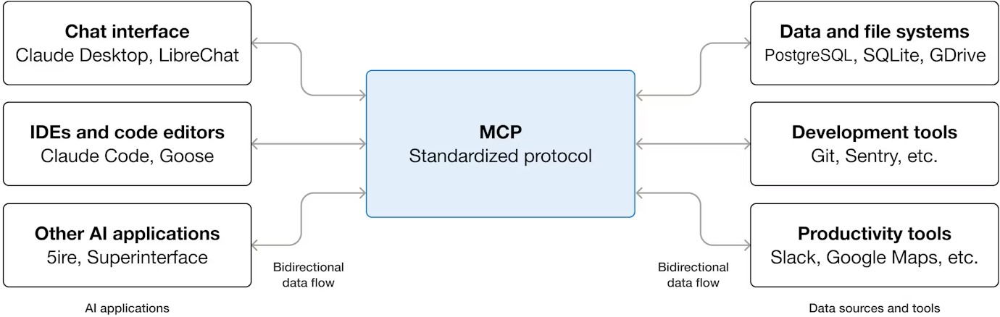 Chat interface
Claude Desktop, LibreChat
IDEs and code editors
Claude Code, Goose
Other AI applications
5ire, Superinterface
AI applications
Bidirectional
data flow
MCP
Standardized protocol
Bidirectional
data flow
Data and file systems
PostgreSQL, SQLite, GDrive
Development tools
Git, Sentry, etc.
Productivity tools
Slack, Google Maps, etc.
Data sources and tools